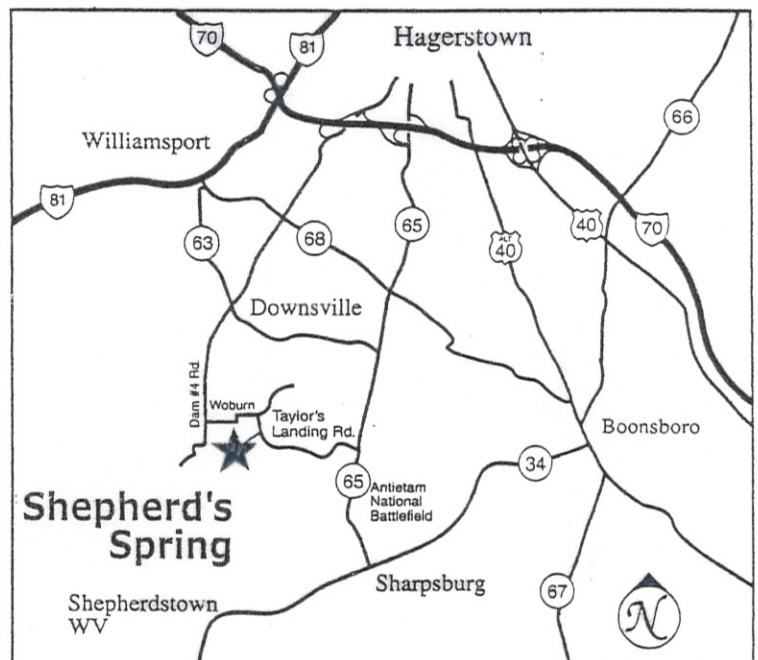 70
81
Hagerstown
66
Williamsport
81
63
68
65
ALT
40
40
70
Downsville
Dam #4 Rd.
Woburn
Taylor's
Landing Rd.
Boonsboro
34
65
Antietam
National
Battlefield
Shepherd's
Spring
Sharpsburg
67
Shepherdstown
WV
N